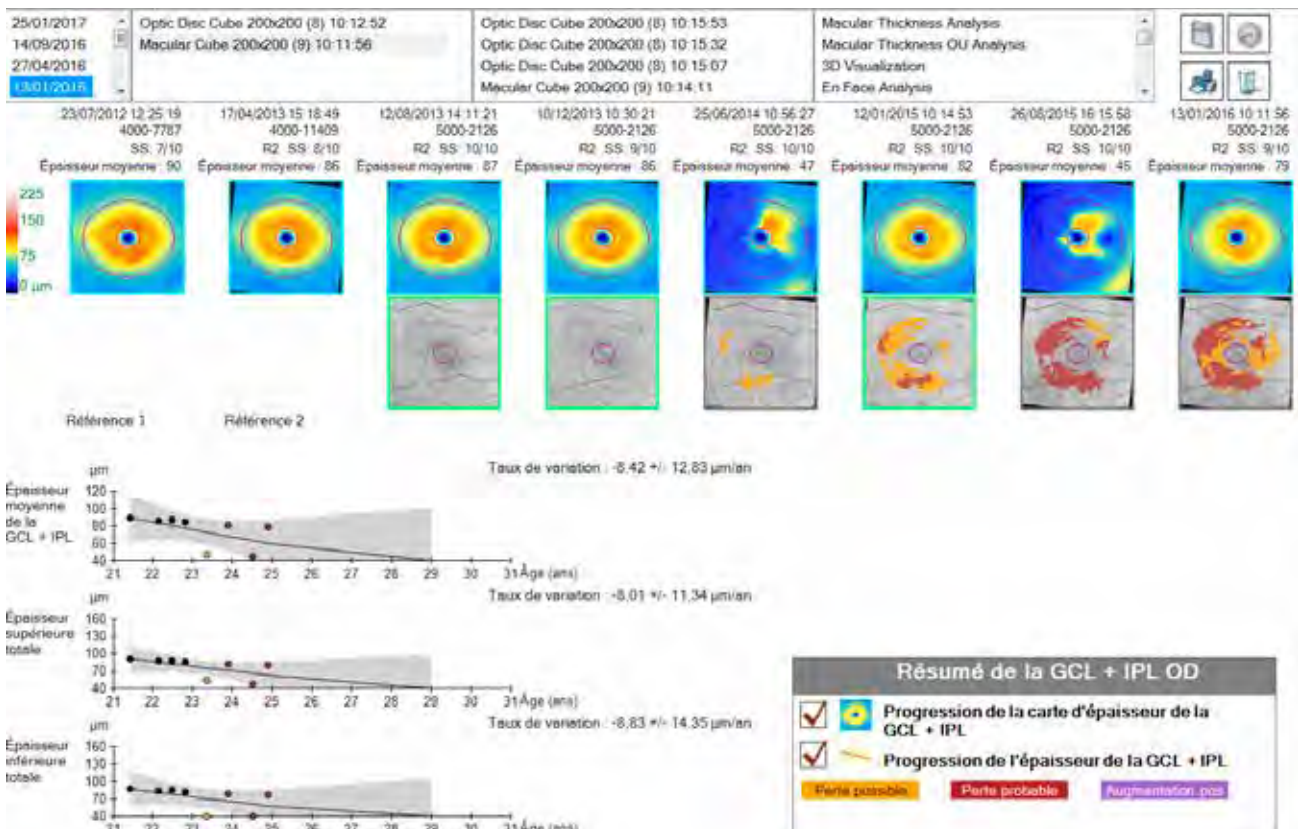 25/01/2017
14/09/2016
27/04/2016
13/01/2016
Optic Disc Cube 200x200 (8) 10:12:52
Macular Cube 200x200 (9) 10:11:56
Optic Disc Cube 200x200 (8) 10:15:53
Optic Disc Cube 200x200 (8) 10:15:32
Optic Disc Cube 200x200 (8) 10:15:07
Macular Cube 200x200 (9) 10:14:11
Macular Thickness Analysis
Macular Thickness OU Analysis
3D Visualization
En Face Analysis
23/07/2012 12:25:19
4000-7787
SS: 7/10
Épaisseur moyenne : 90
17/04/2013 15:18:49
4000-11409
R2 SS: 8/10
Épaisseur moyenne : 86
12/08/2013 14:11:21
5000-2126
R2 SS: 10/10
Épaisseur moyenne : 87
10/12/2013 10:30:21
5000-2126
R2 SS: 9/10
Épaisseur moyenne : 86
25/06/2014 10:56:27
5000-2126
R2 SS: 10/10
Épaisseur moyenne : 47
12/01/2015 10:14:53
5000-2126
R2 SS: 10/10
Épaisseur moyenne : 82
26/08/2015 16:15:58
5000-2126
R2 SS: 10/10
Épaisseur moyenne : 45
13/01/2016 10:11:56
5000-2126
R2 SS: 9/10
Épaisseur moyenne : 79
225
150
75
0 µm
Référence 1
Référence 2
Taux de variation : -8,42 +/- 12,83 µm/an
µm
Épaisseur
moyenne
de la
GCL + IPL
120
100
80
60
40
21 22 23 24 25 26 27 28 29 30 31 Âge (ans)
Taux de variation : -8,01 +/- 11,34 µm/an
µm
Épaisseur
supérieure
totale
160
130
100
70
40
21 22 23 24 25 26 27 28 29 30 31 Âge (ans)
Taux de variation : -8,83 +/- 14,35 µm/an
µm
Épaisseur
inférieure
totale
160
130
100
70
40
21 22 23 24 25 26 27 28 29 30 31 Âge (ans)
Résumé de la GCL + IPL OD
Progression de la carte d'épaisseur de la
GCL + IPL
Progression de l'épaisseur de la GCL + IPL
Perte possible
Perte probable
Augmentation pos